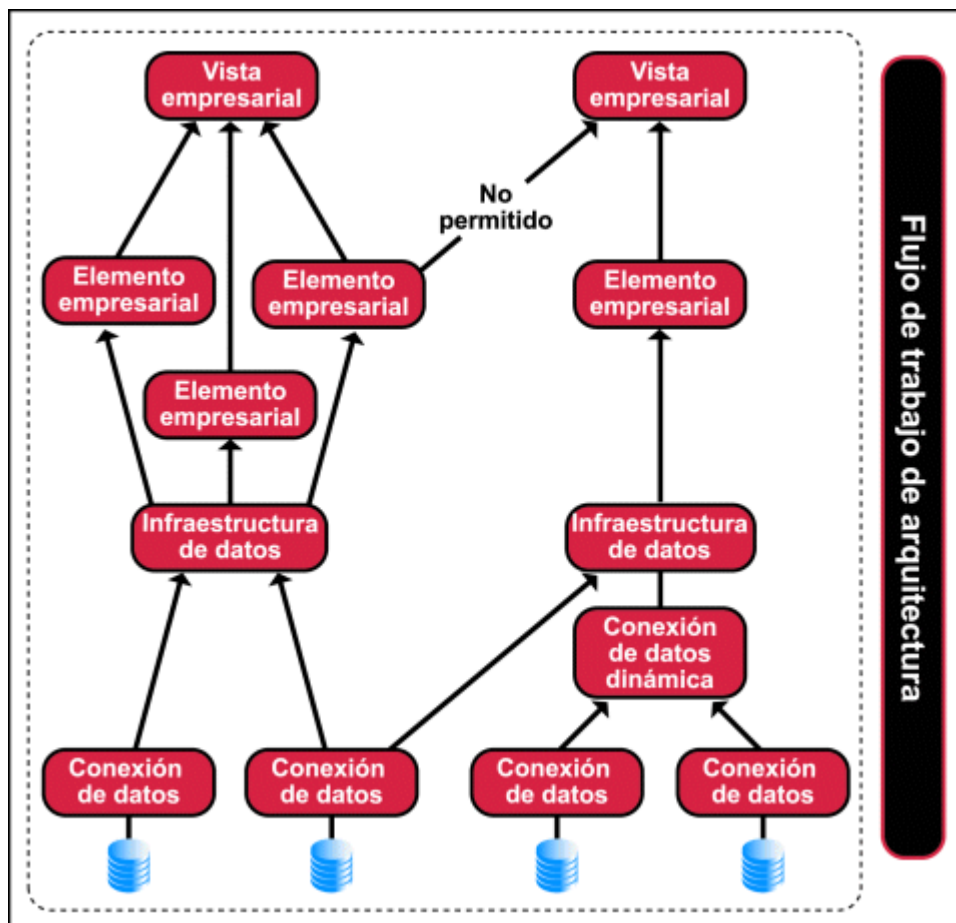 Vista
empresarial
Vista
empresarial
No
permitido
Elemento
empresarial
Elemento
empresarial
Elemento
empresarial
Elemento
empresarial
Infraestructura
de datos
Infraestructura
de datos
Conexión
de datos
dinámica
Conexión
de datos
Conexión
de datos
Conexión
de datos
Conexión
de datos
Flujo de trabajo de arquitectura